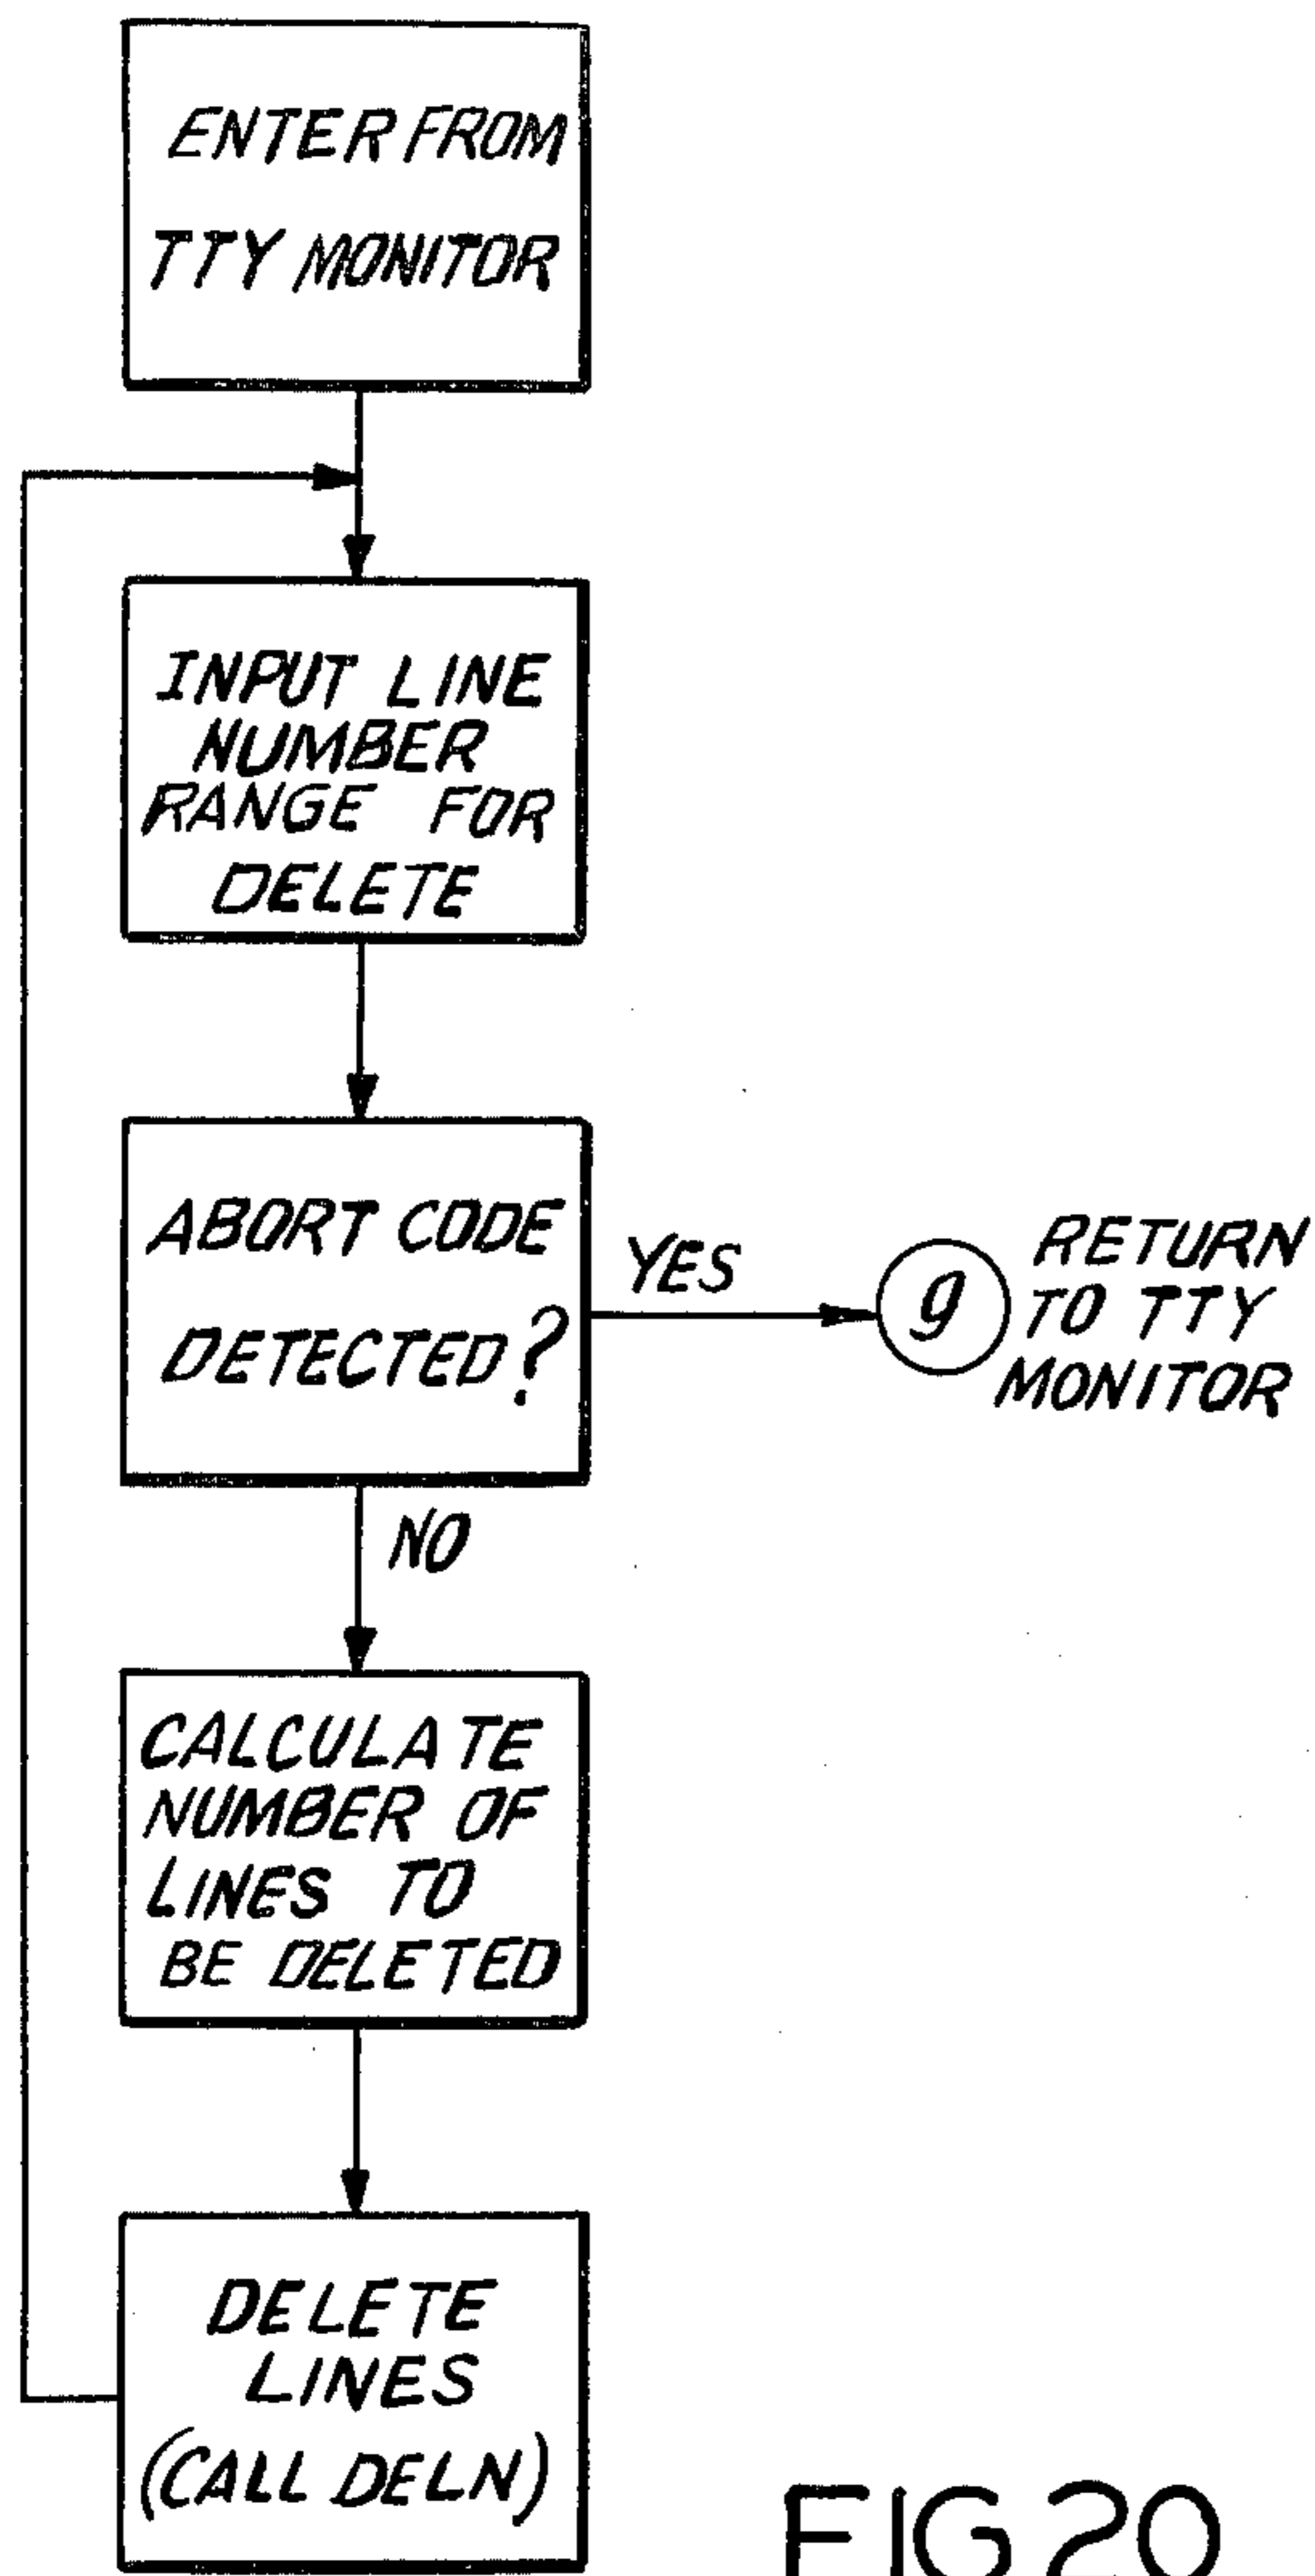 ENTER FROM
TTY MONITOR
INPUT LINE
NUMBER
RANGE FOR
DELETE
ABORT CODE
DETECTED?
YES
g
RETURN
TO TTY
MONITOR
NO
CALCULATE
NUMBER OF
LINES TO
BE DELETED
DELETE
LINES
(CALL DELN)
FIG 20